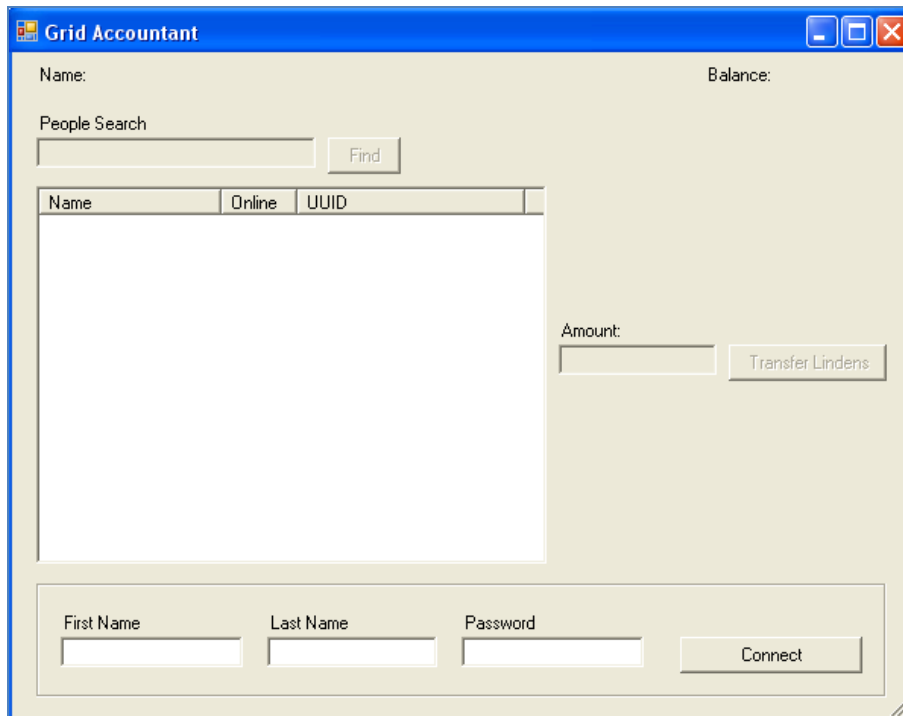 Grid Accountant
Name: Balance:
People Search
Find
Name Online UUID
Amount:
Transfer Lindens
First Name Last Name Password
Connect